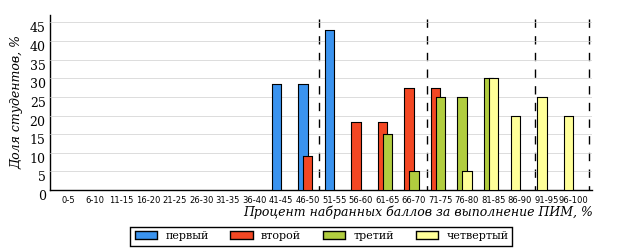 45
40
35
30
25
20
15
10
5
0
Доля студентов, %
0-5 6-10 11-15 16-20 21-25 26-30 31-35 36-40 41-45 46-50 51-55 56-60 61-65 66-70 71-75 76-80 81-85 86-90 91-95 96-100
Процент набранных баллов за выполнение ПИМ, %
первый второй третий четвертый